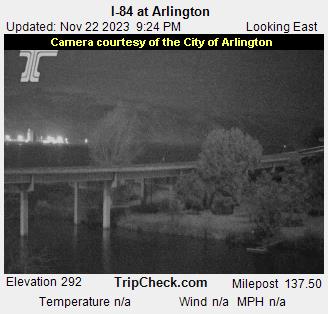 I-84 at Arlington
Updated: Nov 22 2023 9:24 PM Looking East
Camera courtesy of the City of Arlington
Elevation 292 TripCheck.com Milepost 137.50
Temperature n/a Wind n/a MPH n/a